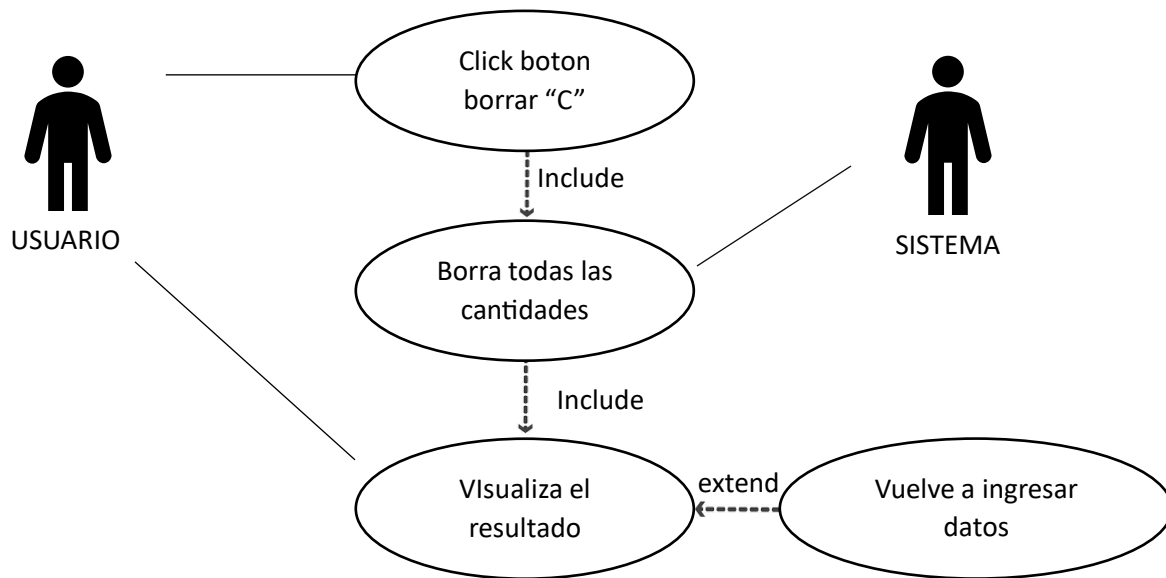 Click boton
borrar “C”
Include
USUARIO
SISTEMA
Borra todas las
cantidades
Include
VIsualiza el
resultado
extend
Vuelve a ingresar
datos